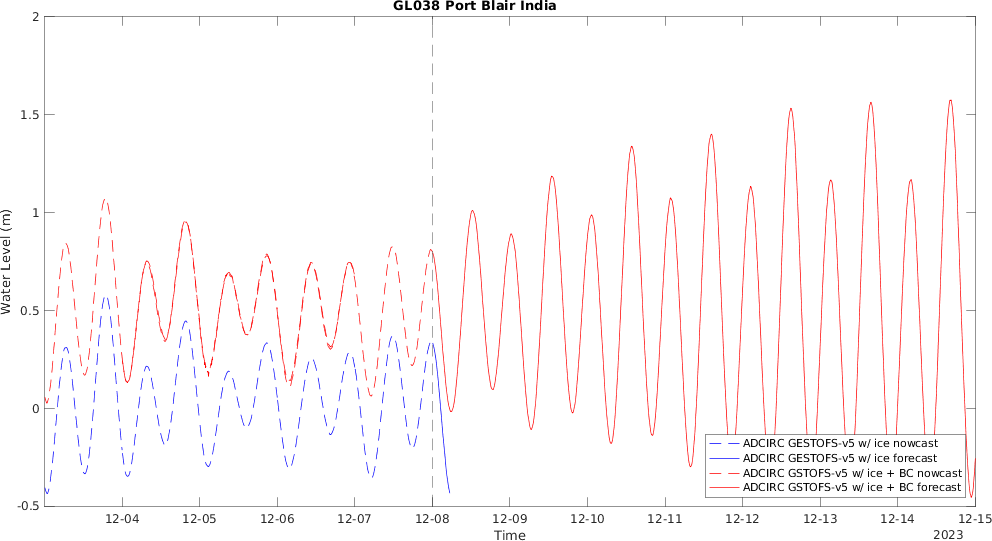 GL038 Port Blair India
2
1.5
1
0.5
0
-0.5
Water Level (m)
ADCIRC GESTOFS-v5 w/ ice nowcast
ADCIRC GESTOFS-v5 w/ ice forecast
ADCIRC GSTOFS-v5 w/ ice + BC nowcast
ADCIRC GSTOFS-v5 w/ ice + BC forecast
12-04 12-05 12-06 12-07 12-08 12-09 12-10 12-11 12-12 12-13 12-14 12-15
Time
2023